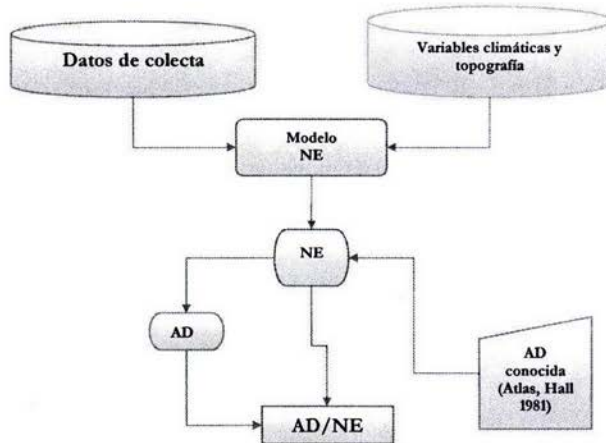 Datos de colecta
Variables climáticas y
topografía
Modelo
NE
NE
AD
AD
conocida
(Atlas, Hall
1981)
AD/NE